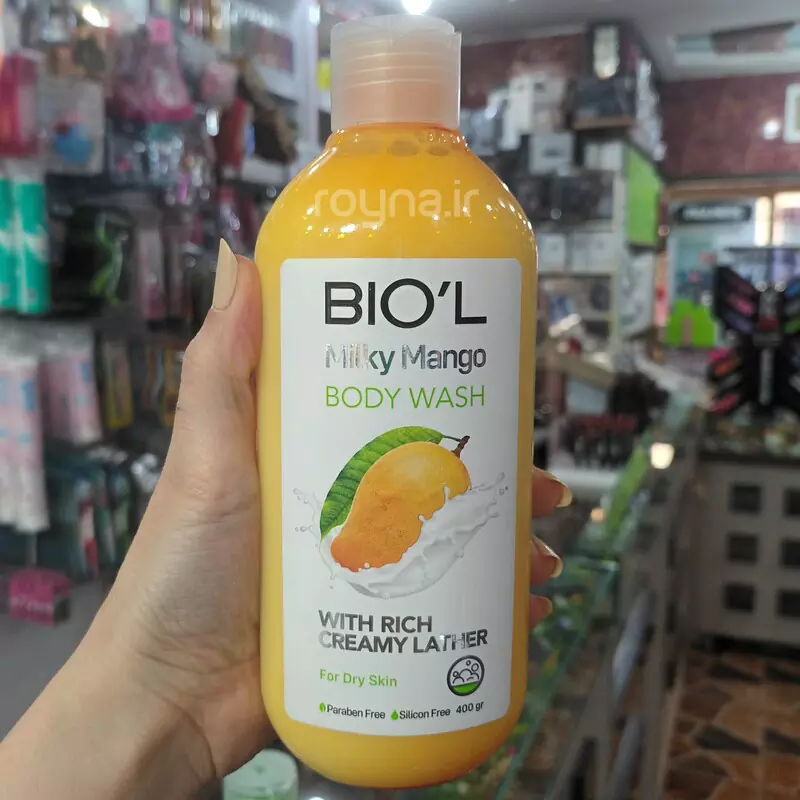 royna.ir
BIO'L
Milky Mango
BODY WASH
WITH RICH
CREAMY LATHER
For Dry Skin
Paraben Free Silicon Free 400 gr